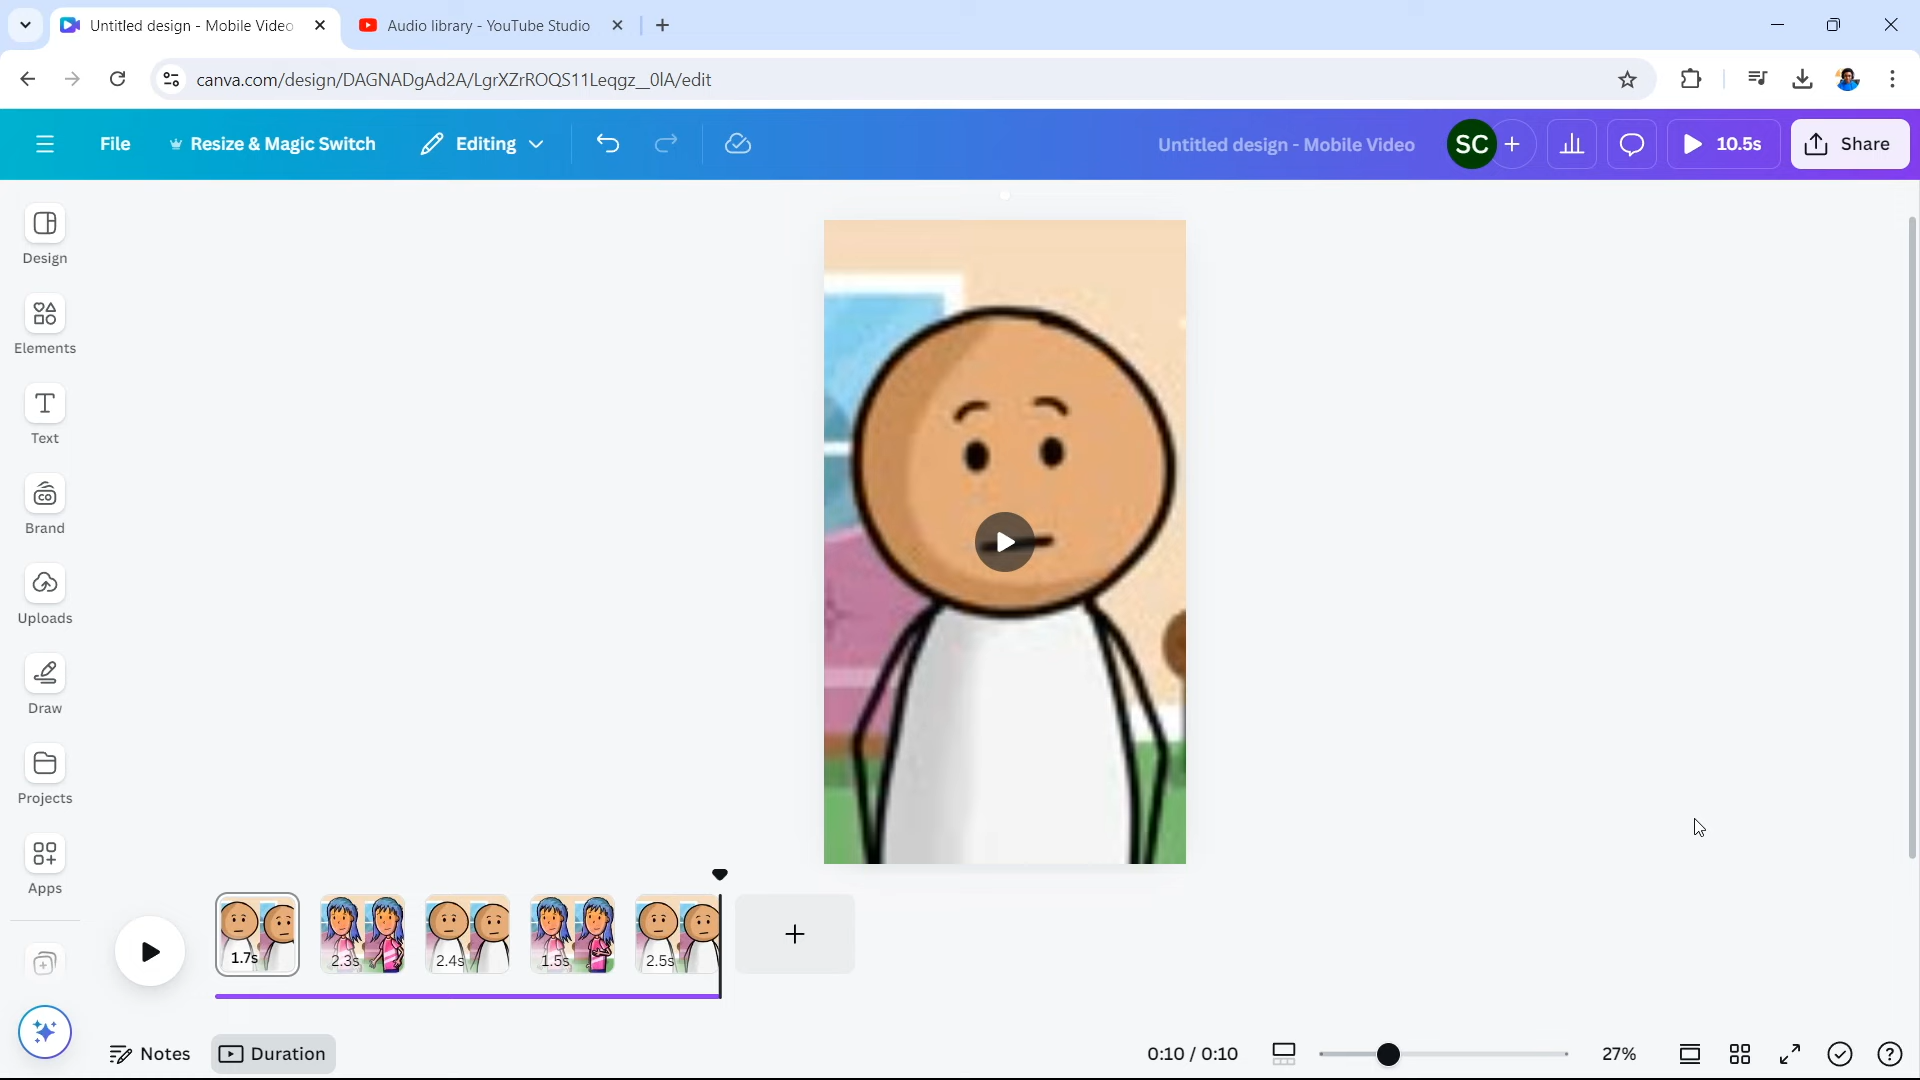 Untitled design - Mobile Video
Audio library - YouTube Studio
canva.com/design/DAGNADgAd2A/LgrXZrROQS11Leqgz__0lA/edit
File
Resize & Magic Switch
Editing
Untitled design - Mobile Video
SC
10.5s
Share
Design
Elements
Text
Brand
Uploads
Draw
Projects
Apps
1.7s
2.3s
2.4s
1.5s
2.5s
Notes
Duration
0:10 / 0:10
27%